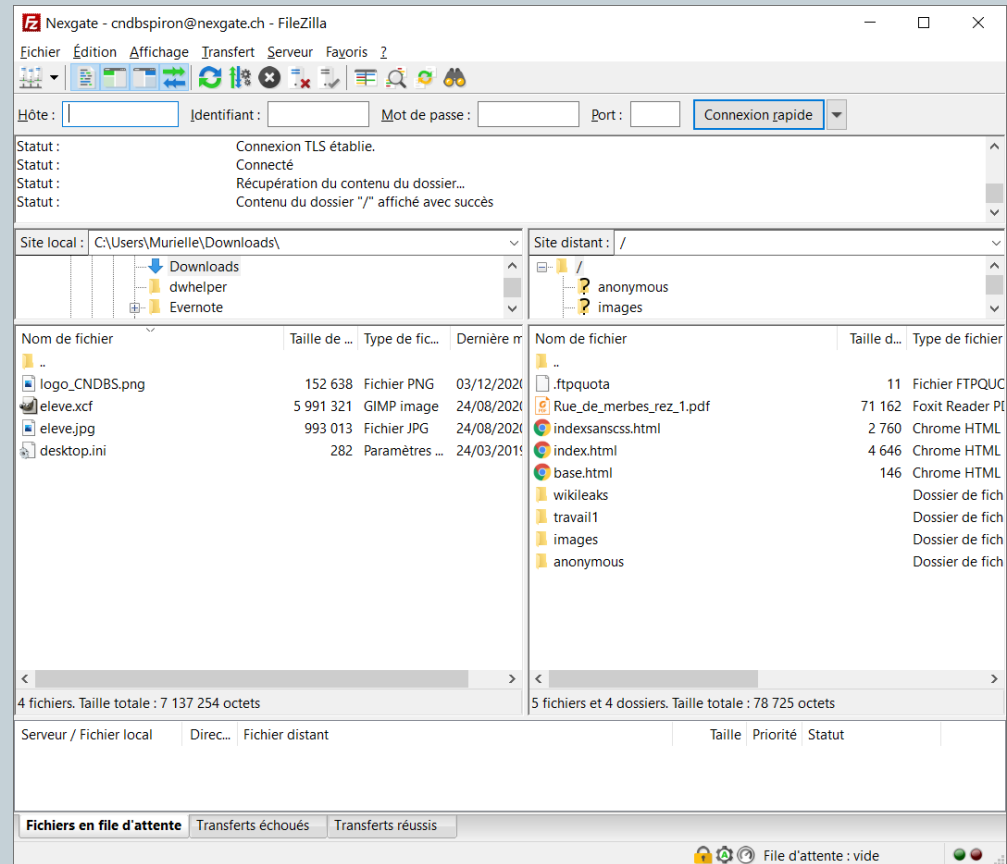 Nexgate - cndbspiron@nexgate.ch - FileZilla
Fichier Édition Affichage Transfert Serveur Favoris ?
Hôte : Identifiant : Mot de passe : Port : Connexion rapide
Statut : Connexion TLS établie.
Statut : Connecté
Statut : Récupération du contenu du dossier...
Statut : Contenu du dossier "/" affiché avec succès
Site local : C:\Users\Murielle\Downloads\
Downloads
dwhelper
Evernote
Site distant : /
/
anonymous
images
Nom de fichier Taille de ... Type de fic... Dernière m
..
logo_CNDBS.png 152 638 Fichier PNG 03/12/2020
eleve.xcf 5 991 321 GIMP image 24/08/2020
eleve.jpg 993 013 Fichier JPG 24/08/2020
desktop.ini 282 Paramètres ... 24/03/2019
4 fichiers. Taille totale : 7 137 254 octets
Nom de fichier Taille d... Type de fichier
..
.ftpquota 11 Fichier FTPQUO
Rue_de_merbes_rez_1.pdf 71 162 Foxit Reader PD
indexsanscss.html 2 760 Chrome HTML
index.html 4 646 Chrome HTML
base.html 146 Chrome HTML
wikileaks Dossier de fich
travail1 Dossier de fich
images Dossier de fich
anonymous Dossier de fich
5 fichiers et 4 dossiers. Taille totale : 78 725 octets
Serveur / Fichier local Direc... Fichier distant Taille Priorité Statut
Fichiers en file d'attente Transferts échoués Transferts réussis
File d'attente : vide